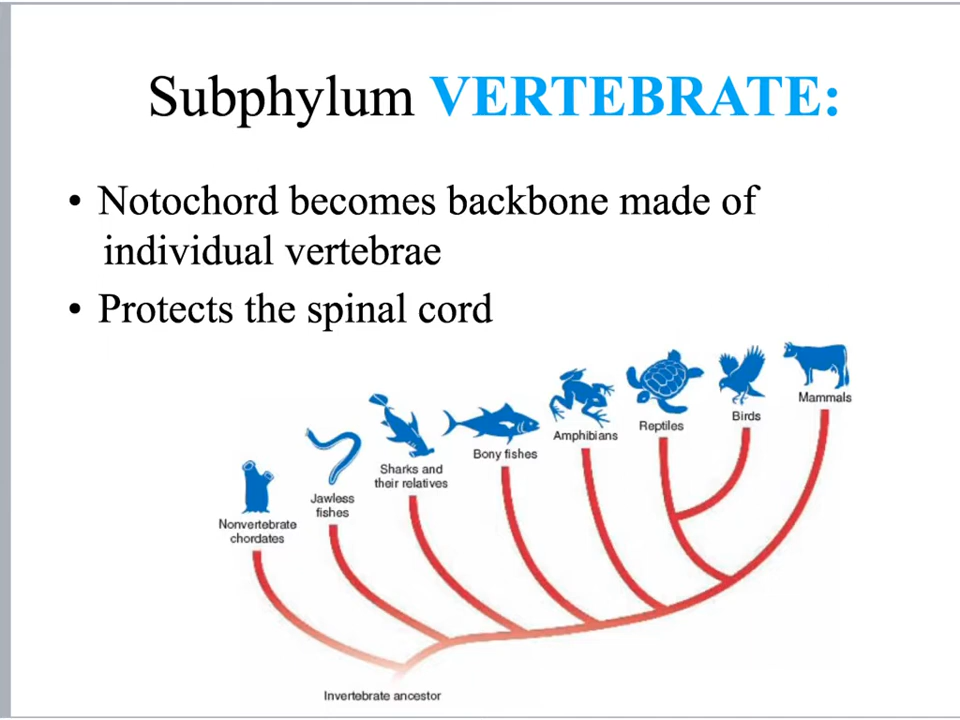 Subphylum VERTEBRATE:
• Notochord becomes backbone made of
individual vertebrae
• Protects the spinal cord
Mammals
Birds
Reptiles
Amphibians
Bony fishes
Sharks and
their relatives
Jawless
fishes
Nonvertebrate
chordates
Invertebrate ancestor